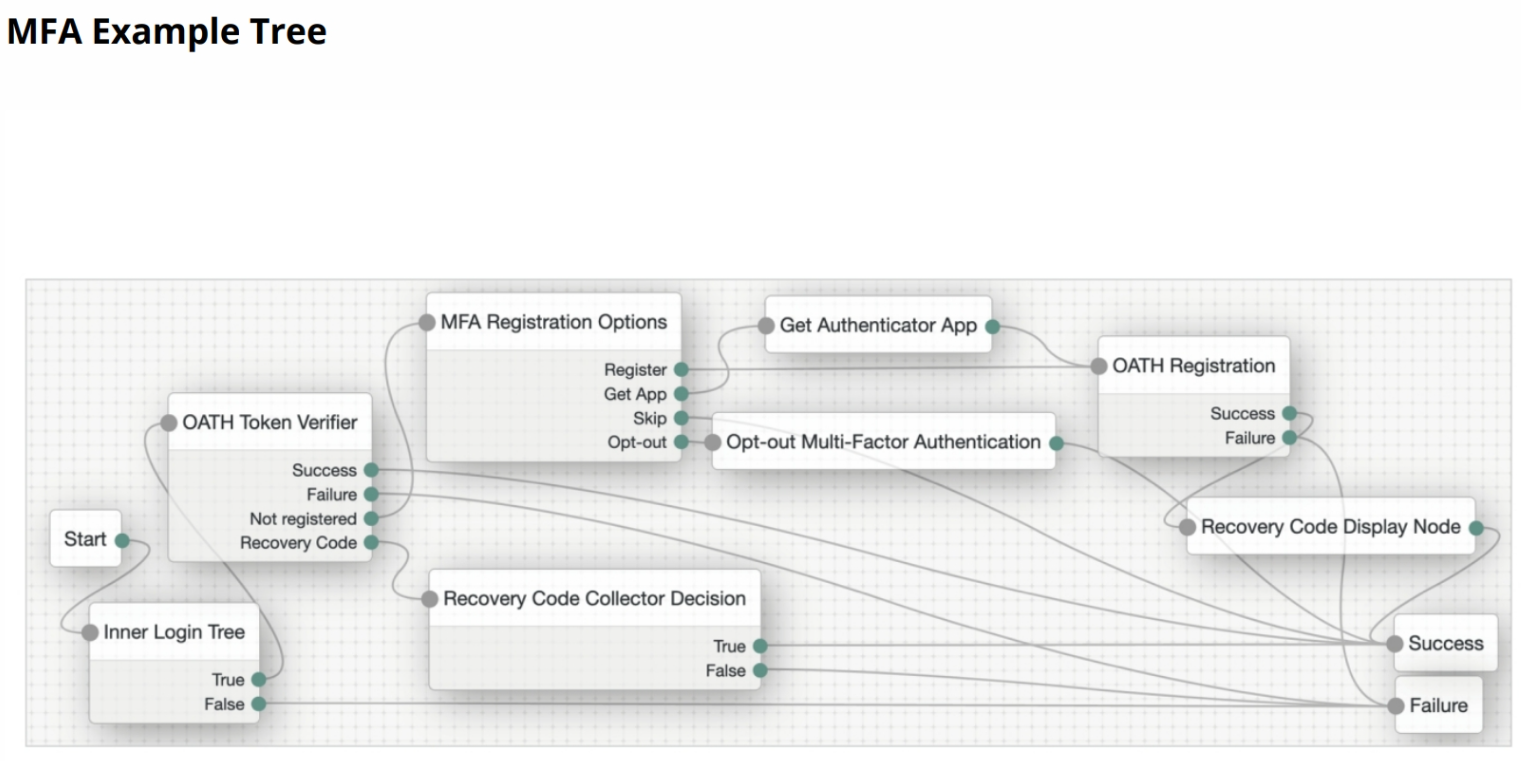 MFA Example Tree
Start
Inner Login Tree
True
False
OATH Token Verifier
Success
Failure
Not registered
Recovery Code
MFA Registration Options
Register
Get App
Skip
Opt-out
Recovery Code Collector Decision
True
False
Get Authenticator App
Opt-out Multi-Factor Authentication
OATH Registration
Success
Failure
Recovery Code Display Node
Success
Failure